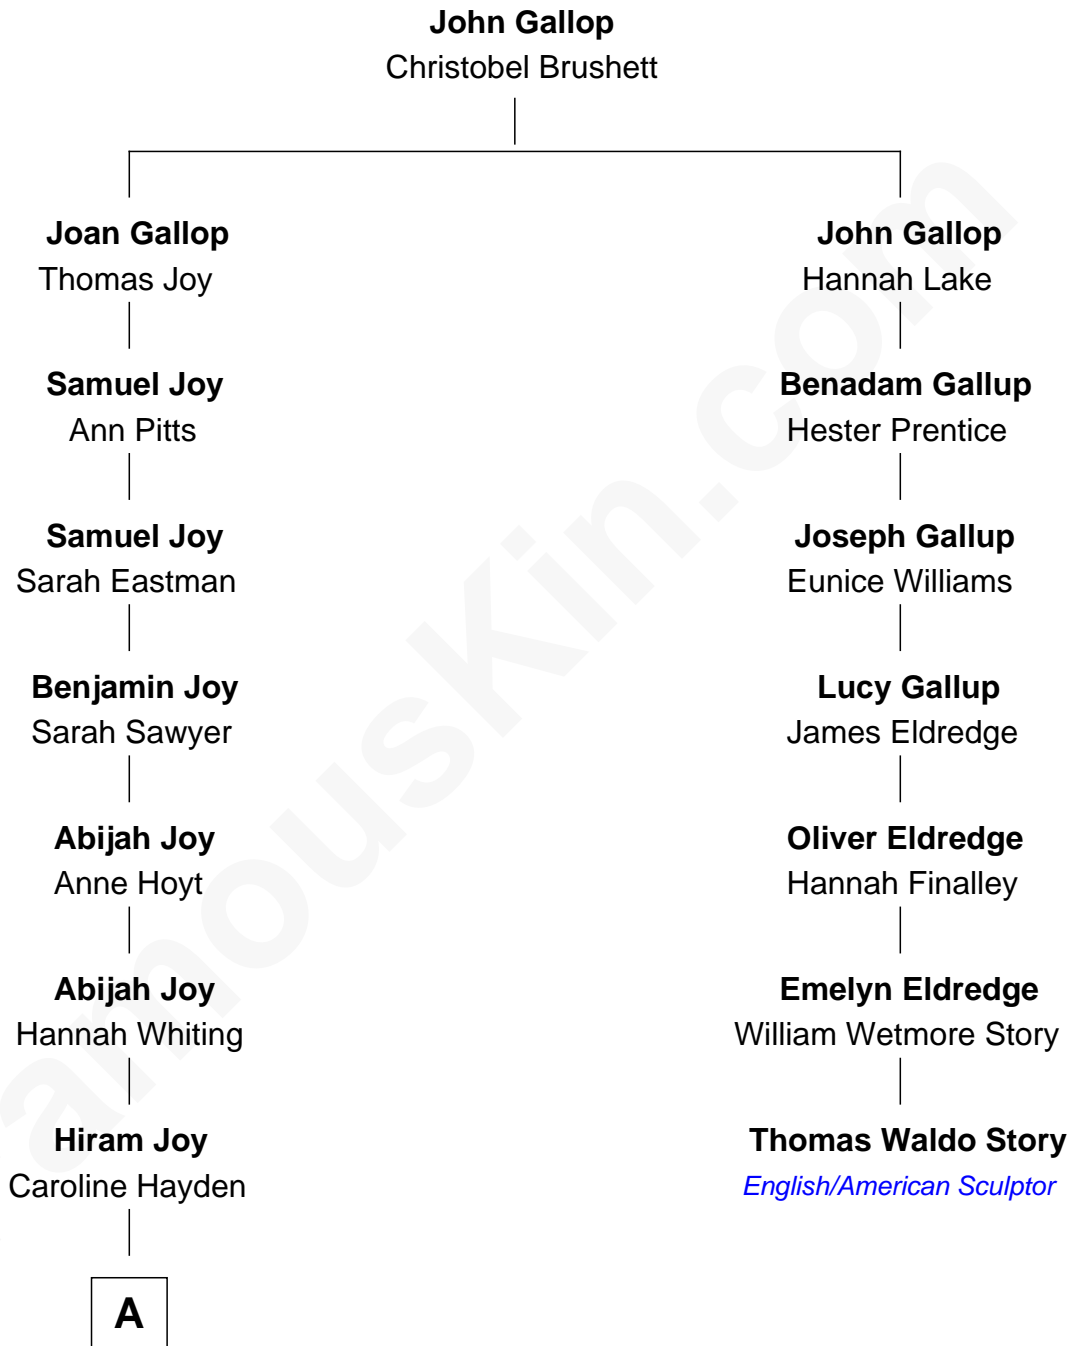 John Gallop
Christobel Brushett
Joan Gallop
Thomas Joy
John Gallop
Hannah Lake
Samuel Joy
Ann Pitts
Benadam Gallup
Hester Prentice
Samuel Joy
Sarah Eastman
Joseph Gallup
Eunice Williams
Benjamin Joy
Sarah Sawyer
Lucy Gallup
James Eldredge
Abijah Joy
Anne Hoyt
Oliver Eldredge
Hannah Finalley
Abijah Joy
Hannah Whiting
Emelyn Eldredge
William Wetmore Story
Hiram Joy
Caroline Hayden
Thomas Waldo Story
English/American Sculptor
A
amouskin.com